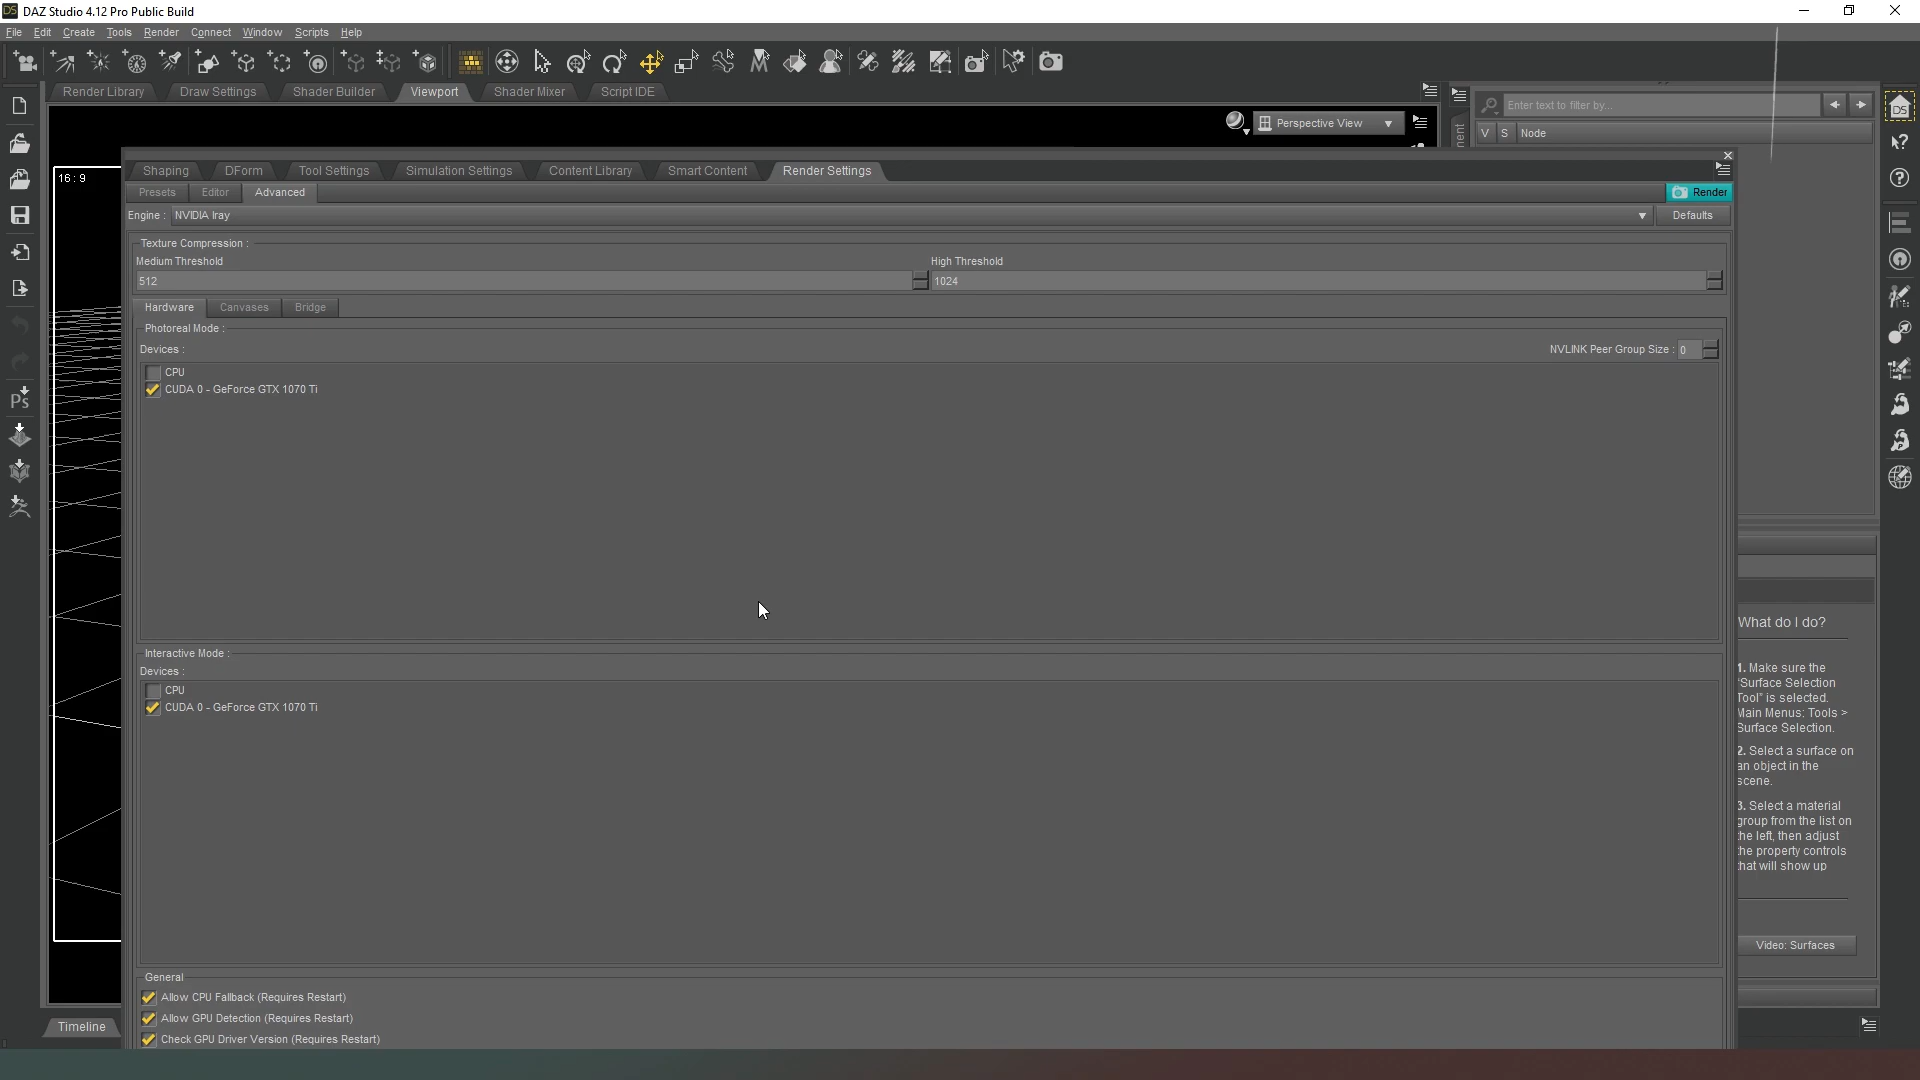 DS DAZ Studio 4.12 Pro Public Build
File Edit Create Tools Render Connect Window Scripts Help
Render Library Draw Settings Shader Builder Viewport Shader Mixer Script IDE
Enter text to filter by...
Perspective View
V S Node
16 : 9
Shaping DForm Tool Settings Simulation Settings Content Library Smart Content Render Settings
Presets Editor Advanced
Render
Engine : NVIDIA Iray
Defaults
Texture Compression :
Medium Threshold
High Threshold
512
1024
Hardware Canvases Bridge
Photoreal Mode :
Devices :
NVLINK Peer Group Size : 0
CPU
CUDA 0 - GeForce GTX 1070 Ti
Interactive Mode :
Devices :
CPU
CUDA 0 - GeForce GTX 1070 Ti
General
Allow CPU Fallback (Requires Restart)
Allow GPU Detection (Requires Restart)
Check GPU Driver Version (Requires Restart)
Ps
DS
What do I do?
1. Make sure the
"Surface Selection
Tool" is selected.
Main Menus: Tools >
Surface Selection.
2. Select a surface on
an object in the
scene.
3. Select a material
group from the list on
the left, then adjust
the property controls
that will show up
Video: Surfaces
Timeline